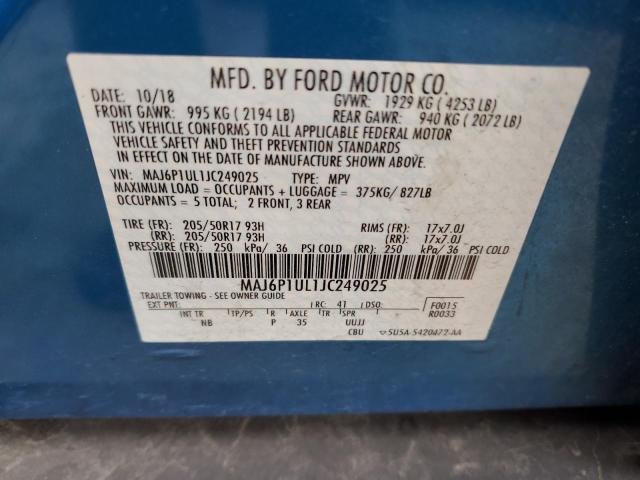 MFD. BY FORD MOTOR CO.
DATE: 10/18 GVWR: 1929 KG ( 4253 LB)
FRONT GAWR: 995 KG ( 2194 LB) REAR GAWR: 940 KG ( 2072 LB)
THIS VEHICLE CONFORMS TO ALL APPLICABLE FEDERAL MOTOR
VEHICLE SAFETY AND THEFT PREVENTION STANDARDS
IN EFFECT ON THE DATE OF MANUFACTURE SHOWN ABOVE.
VIN: MAJ6P1UL1JC249025 TYPE: MPV
MAXIMUM LOAD = OCCUPANTS + LUGGAGE = 375KG/ 827LB
OCCUPANTS = 5 TOTAL; 2 FRONT, 3 REAR
TIRE (FR): 205/50R17 93H RIMS (FR): 17x7.0J
(RR): 205/50R17 93H (RR): 17x7.0J
PRESSURE (FR): 250 kPa/ 36 PSI COLD (RR): 250 kPa/ 36 PSI COLD
MAJ6P1UL1JC249025
TRAILER TOWING - SEE OWNER GUIDE
EXT PNT: RC: 41 DSO: F0015
INT TR TP/PS R AXLE TR SPR R0033
NB P 35 UUJJ
CBU 5U5A-5420472-AA